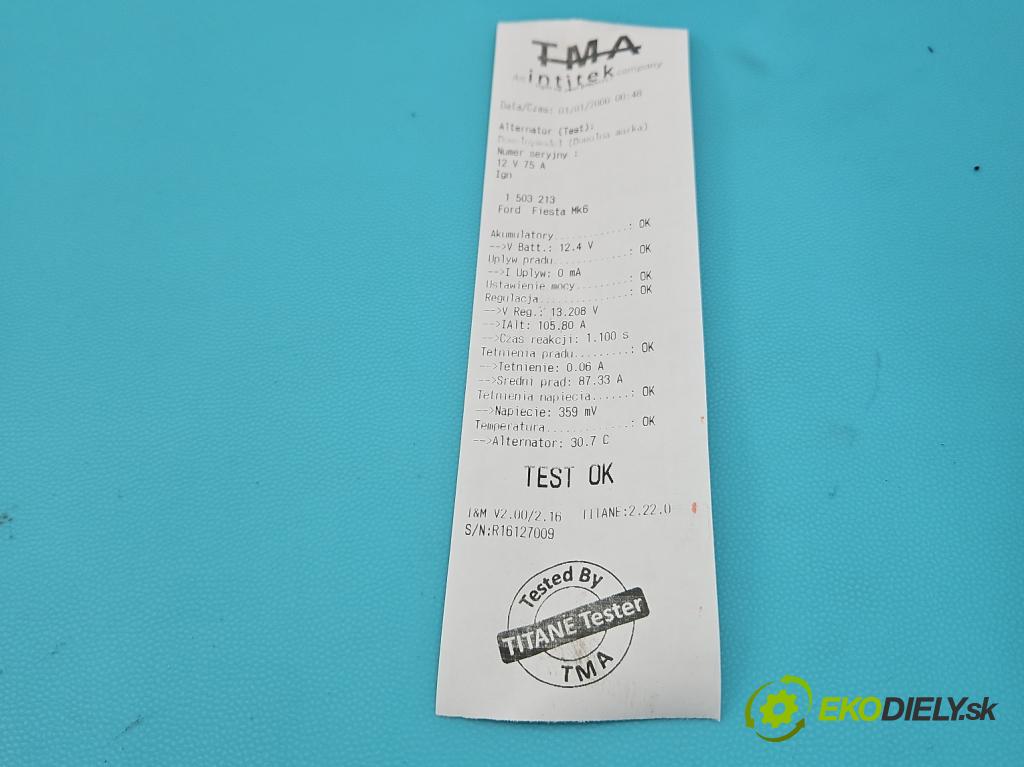 TMA
intitek company
Data/Czas: 01/01/2000 00:48
Alternator (Test):
(Dowolna marka)
Numer seryjny :
12 V 75 A
Ign
1 503 213
Ford Fiesta Mk6
Akumulatory............: OK
-->V Batt.: 12.4 V
Uplyw pradu............: OK
-->I Uplyw: 0 mA
Ustawienie mocy........: OK
Regulacja..............: OK
-->V Reg.: 13.208 V
-->IAlt: 105.80 A
-->Czas reakcji: 1.100 s
Tetnienia pradu.........: OK
-->Tetnienie: 0.06 A
-->Sredni prad: 87.33 A
Tetnienia napiecia......: OK
-->Napiecie: 359 mV
Temperatura.............: OK
-->Alternator: 30.7 C
TEST OK
T&M V2.00/2.16 TITANE:2.22.0
S/N:R16127009
Tested By
TITANE Tester
TMA
EKODIELY.sk